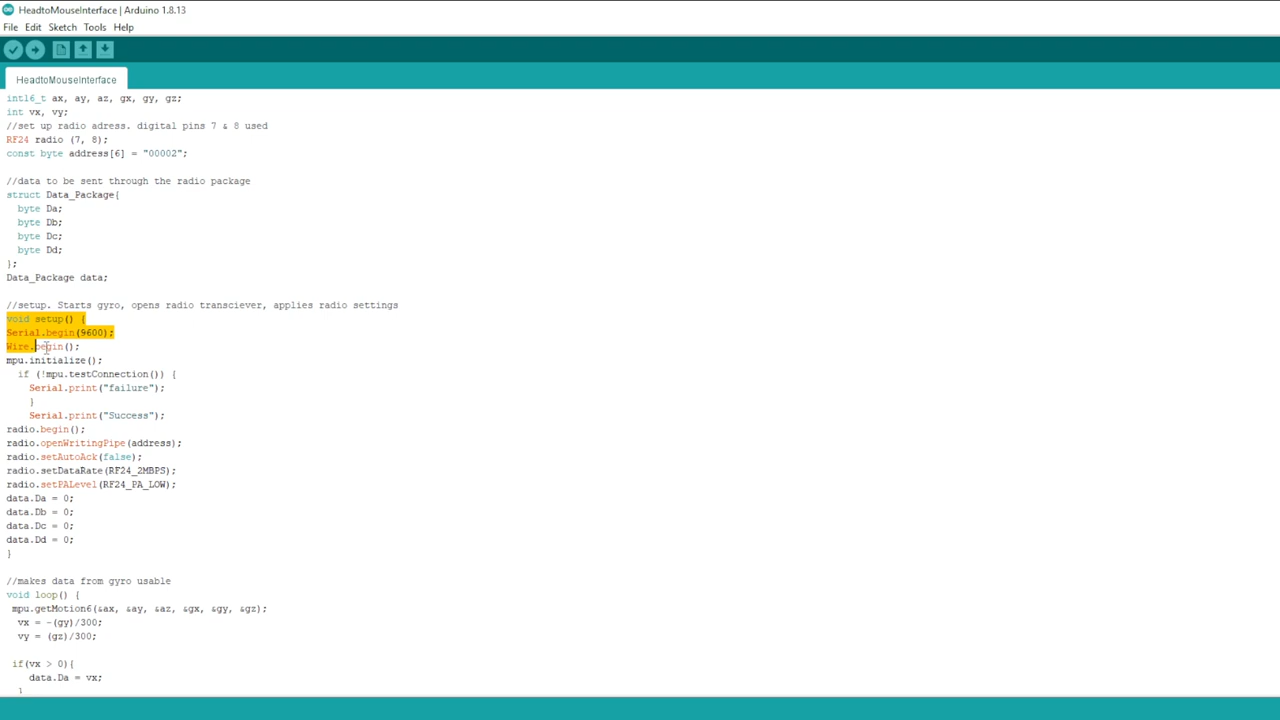 HeadtoMouseInterface | Arduino 1.8.13
File Edit Sketch Tools Help
HeadtoMouseInterface
int16_t ax, ay, az, gx, gy, gz;
int vx, vy;
//set up radio adress. digital pins 7 & 8 used
RF24 radio (7, 8);
const byte address[6] = "00002";
//data to be sent through the radio package
struct Data_Package{
byte Da;
byte Db;
byte Dc;
byte Dd;
};
Data_Package data;
//setup. Starts gyro, opens radio transciever, applies radio settings
void setup() {
Serial.begin(9600);
Wire.begin();
mpu.initialize();
if (!mpu.testConnection()) {
Serial.print("failure");
}
Serial.print("Success");
radio.begin();
radio.openWritingPipe(address);
radio.setAutoAck(false);
radio.setDataRate(RF24_2MBPS);
radio.setPALevel(RF24_PA_LOW);
data.Da = 0;
data.Db = 0;
data.Dc = 0;
data.Dd = 0;
}
//makes data from gyro usable
void loop() {
mpu.getMotion6(&ax, &ay, &az, &gx, &gy, &gz);
vx = -(gy)/300;
vy = (gz)/300;
if(vx > 0){
data.Da = vx;
}